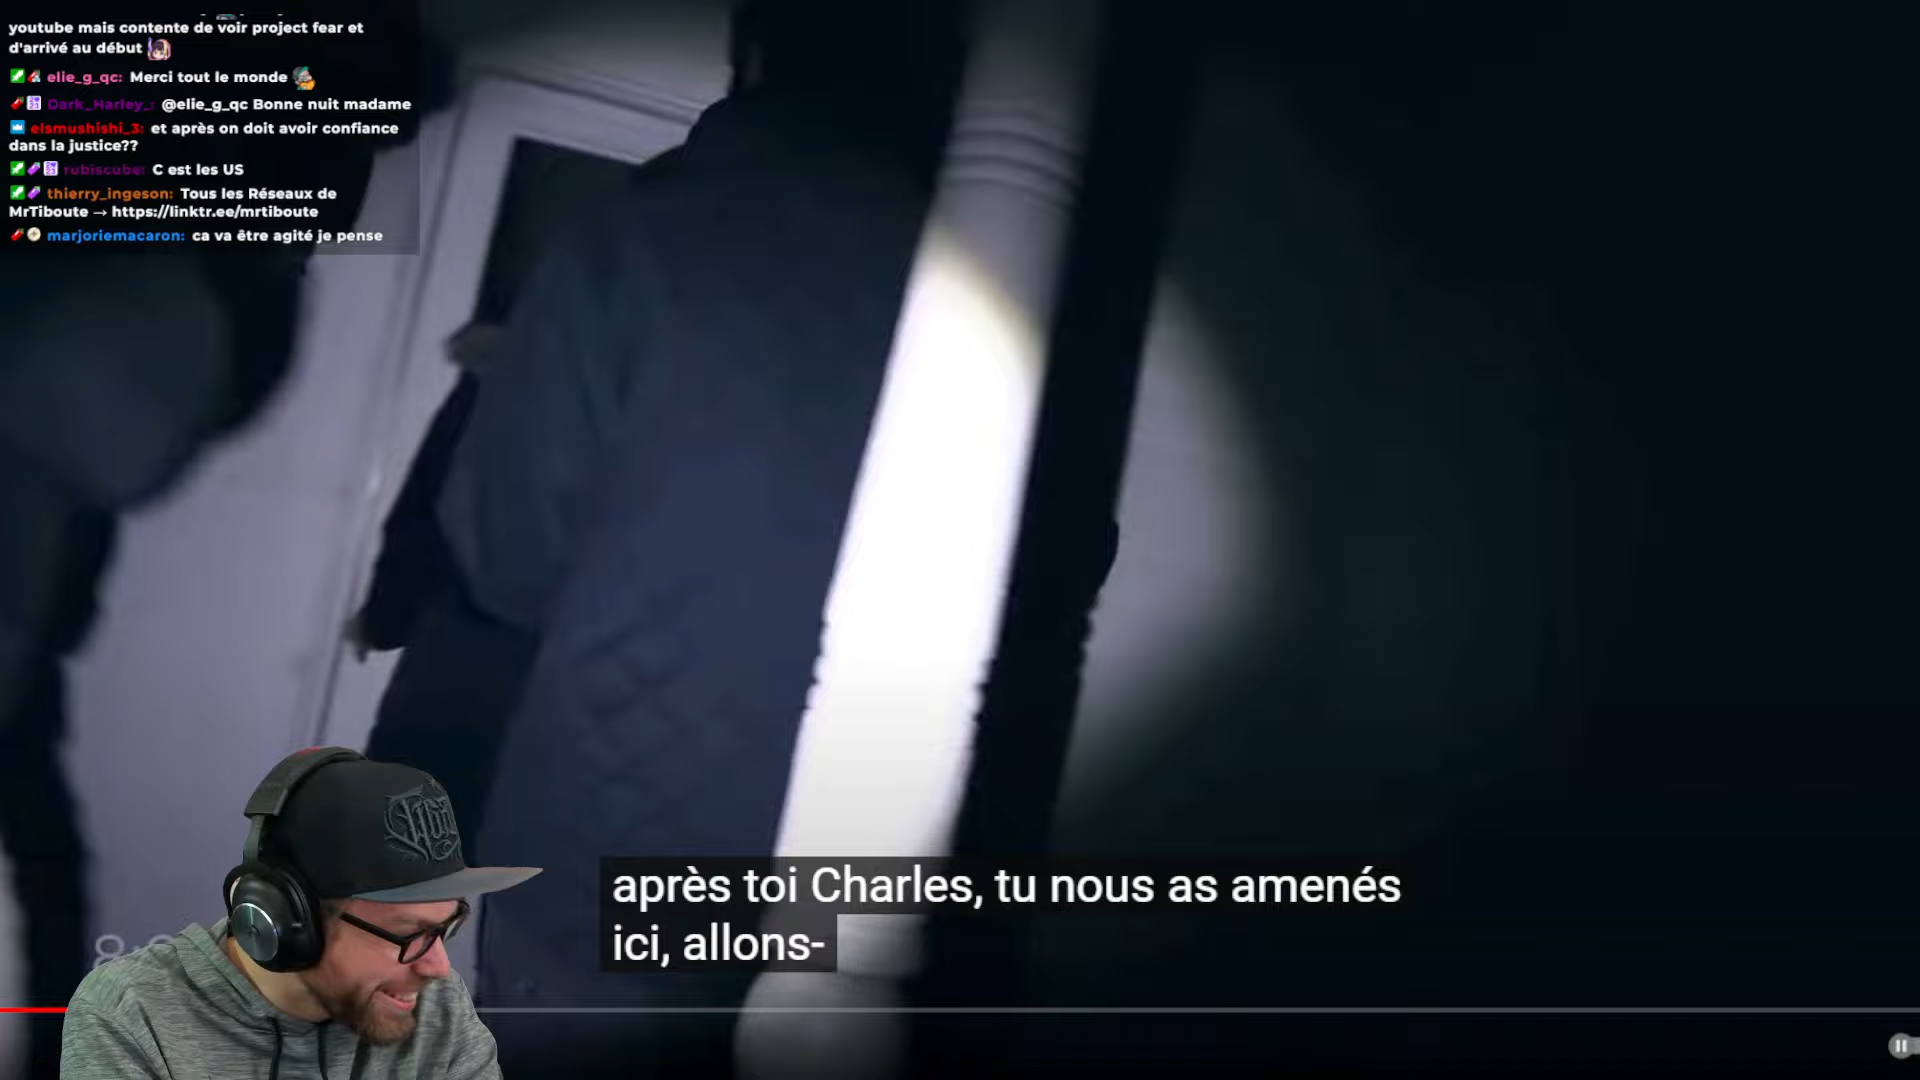 youtube mais contente de voir project fear et
d'arrivé au début
elie_g_qc: Merci tout le monde
Dark_Harley_: @elie_g_qc Bonne nuit madame
elsmushishi_3: et après on doit avoir confiance
dans la justice??
rubiscube: C est les US
thierry_ingeson: Tous les Réseaux de
MrTiboute → https://linktr.ee/mrtiboute
marjoriemacaron: ca va être agité je pense
après toi Charles, tu nous as amenés
ici, allons-